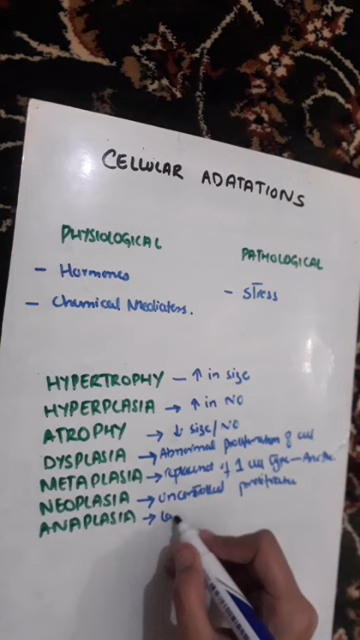 CELLULAR ADATATIONS
PHYSIOLOGICAL
PATHOLOGICAL
- Hormones
- Stress
- Chemical Mediators.
HYPERTROPHY - ↑ in size
HYPERPLASIA → ↑ in NO
ATROPHY → ↓ size/NO
DYSPLASIA → Abnormal proliferation of cell
METAPLASIA → of 1 cell type -
NEOPLASIA → uncontrolled proliferation
ANAPLASIA →